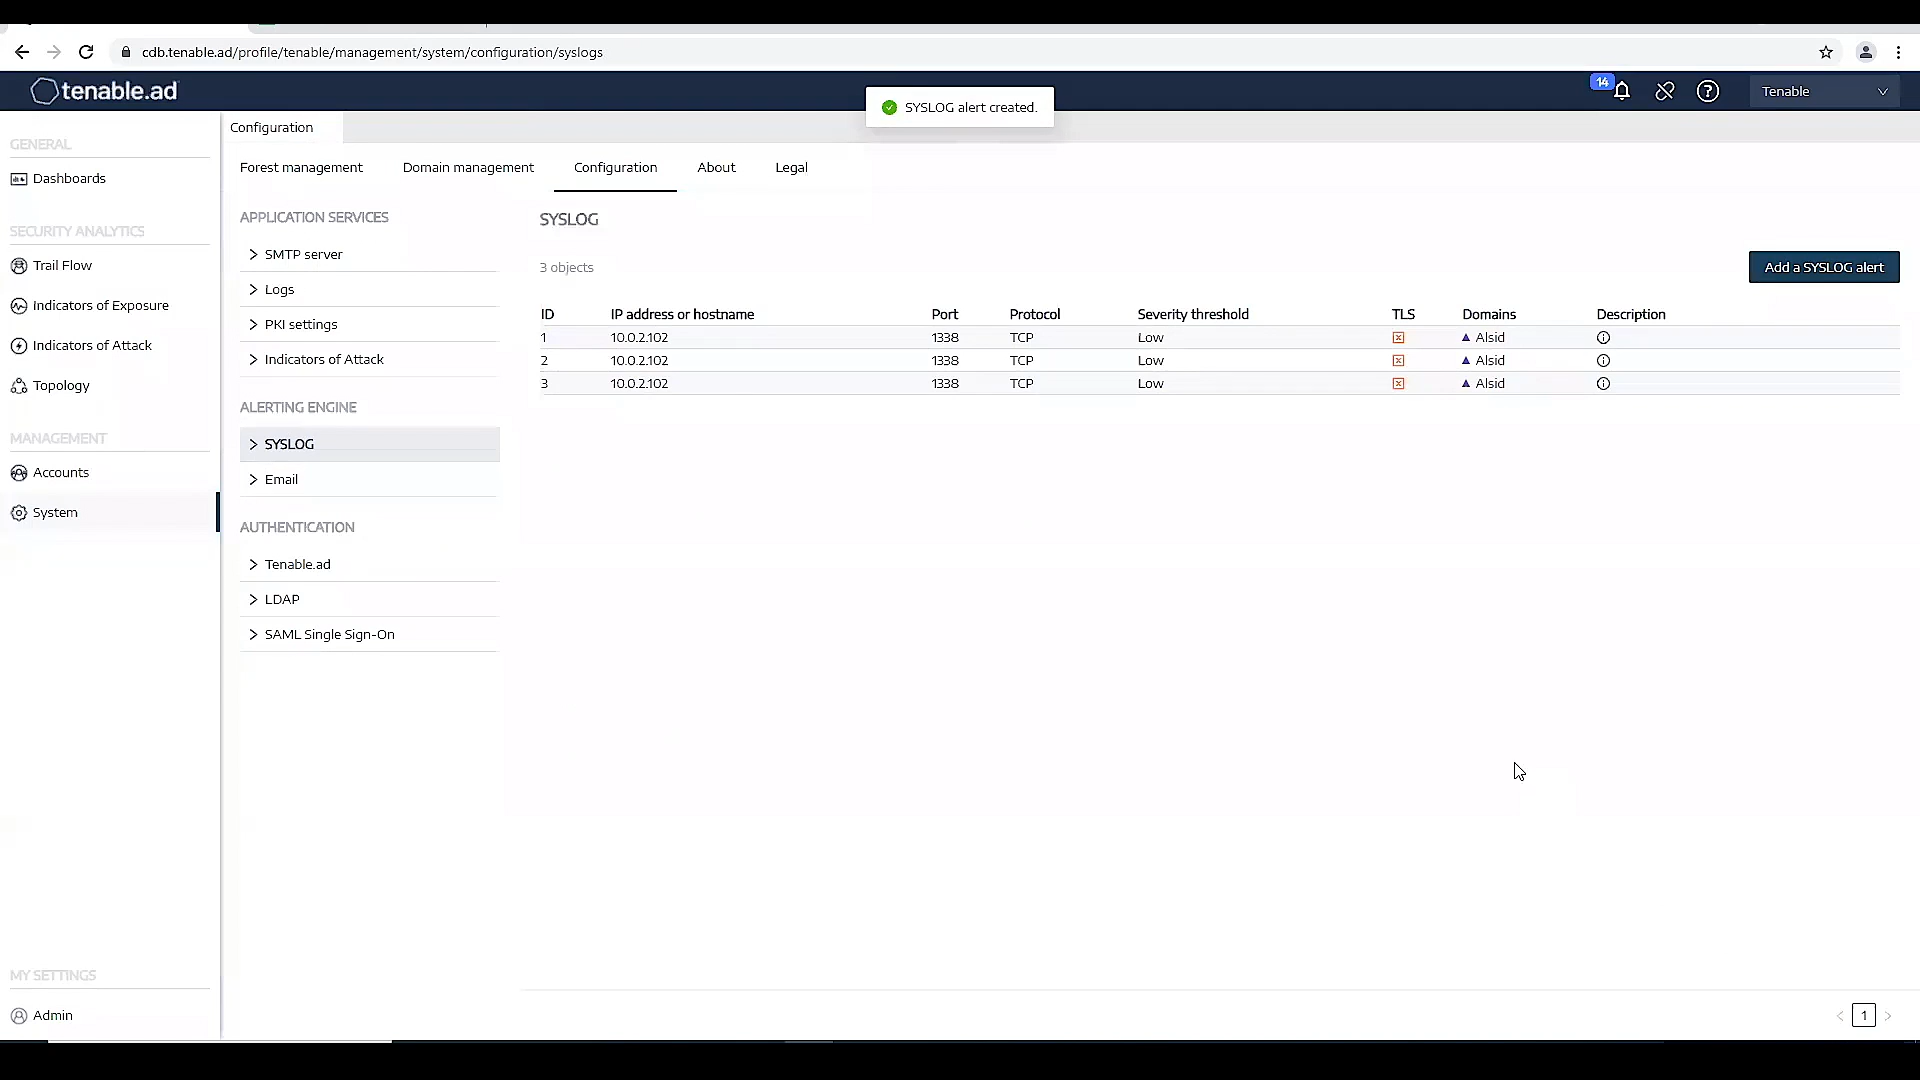 cdb.tenable.ad/profile/tenable/management/system/configuration/syslogs
tenable.ad
14
Tenable
SYSLOG alert created.
GENERAL
Dashboards
SECURITY ANALYTICS
Trail Flow
Indicators of Exposure
Indicators of Attack
Topology
MANAGEMENT
Accounts
System
MY SETTINGS
Admin
Configuration
Forest management Domain management Configuration About Legal
APPLICATION SERVICES
SMTP server
Logs
PKI settings
Indicators of Attack
ALERTING ENGINE
SYSLOG
Email
AUTHENTICATION
Tenable.ad
LDAP
SAML Single Sign-On
SYSLOG
3 objects
Add a SYSLOG alert
ID IP address or hostname Port Protocol Severity threshold TLS Domains Description
1 10.0.2.102 1338 TCP Low Alsid
2 10.0.2.102 1338 TCP Low Alsid
3 10.0.2.102 1338 TCP Low Alsid
1